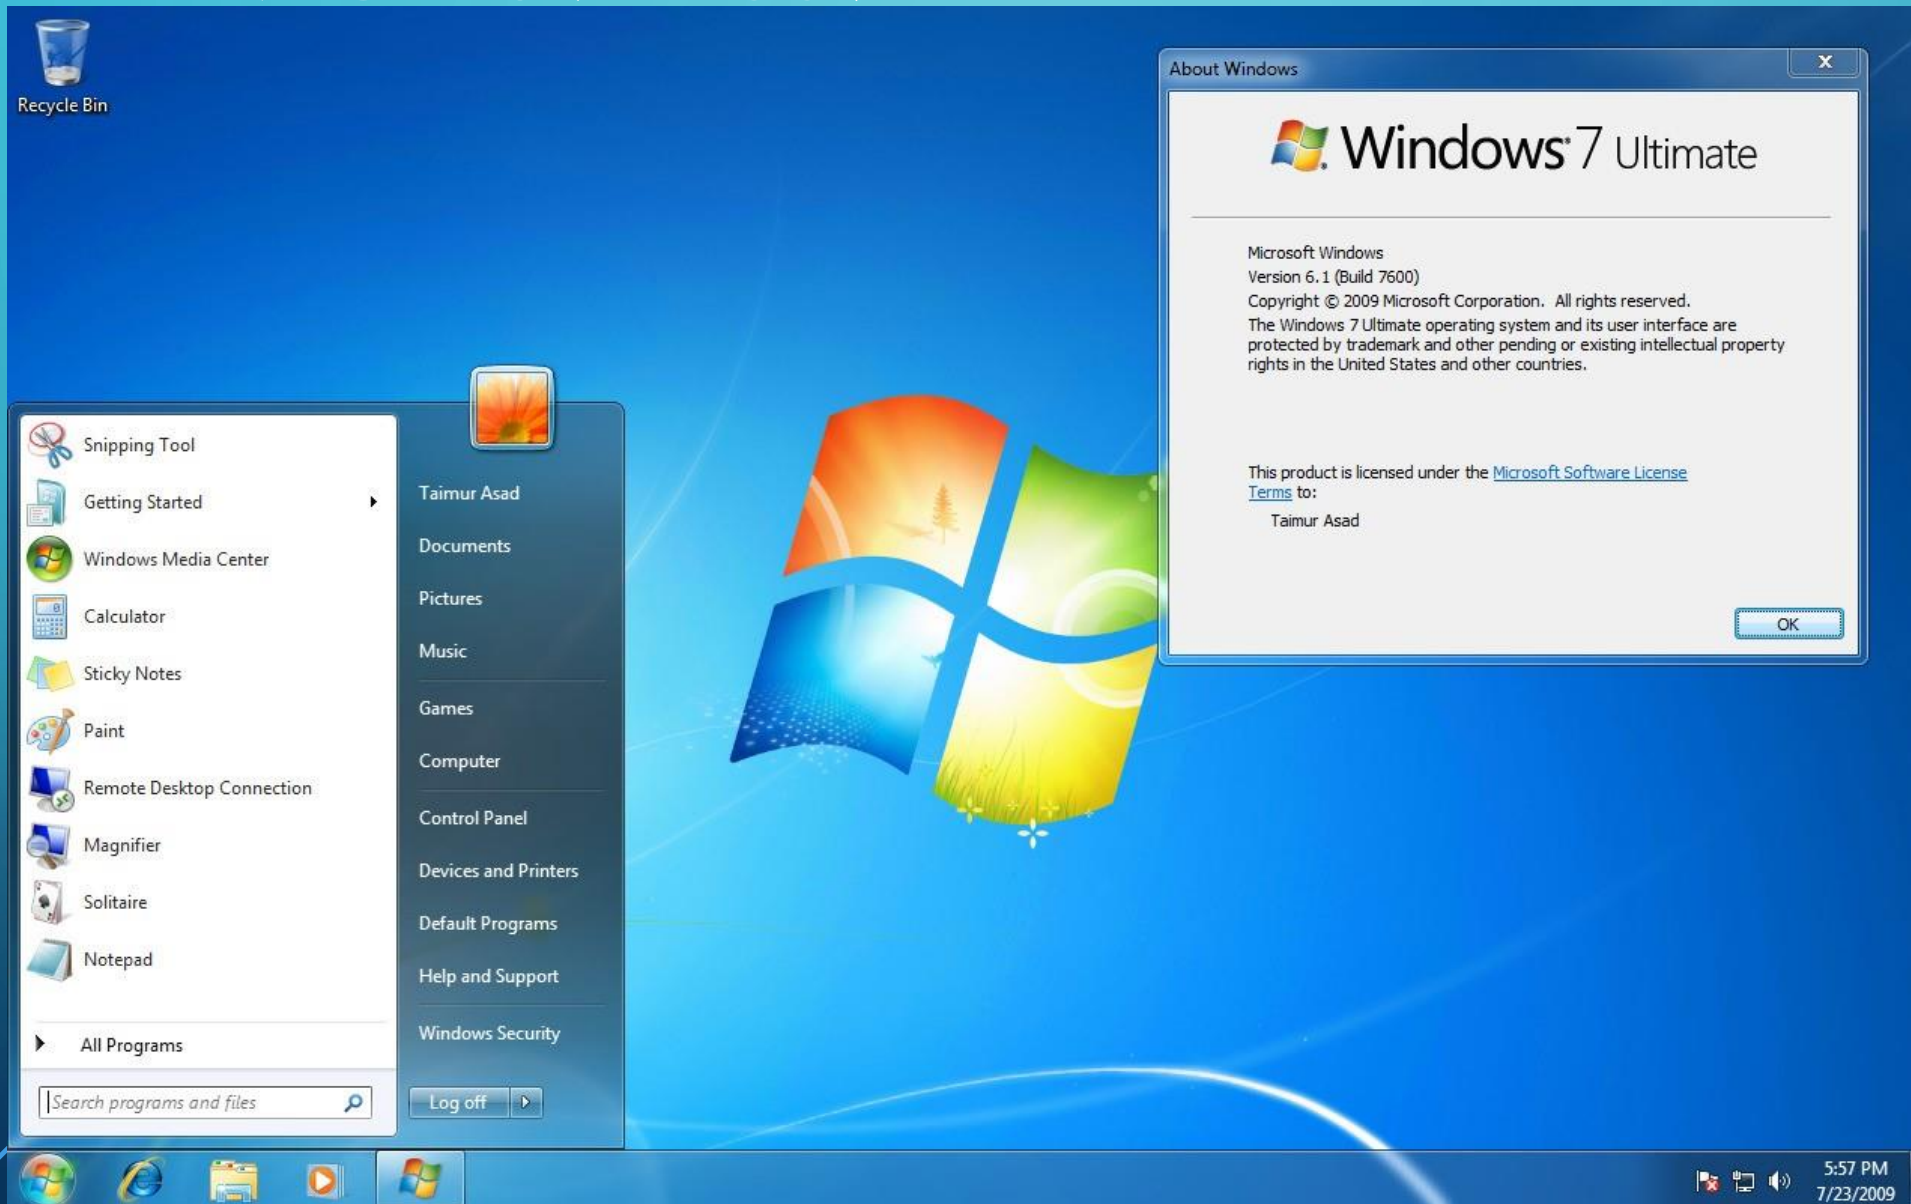 Recycle Bin
About Windows
Windows 7 Ultimate
Microsoft Windows
Version 6.1 (Build 7600)
Copyright © 2009 Microsoft Corporation. All rights reserved.
The Windows 7 Ultimate operating system and its user interface are
protected by trademark and other pending or existing intellectual property
rights in the United States and other countries.
This product is licensed under the Microsoft Software License
Terms to:
Taimur Asad
OK
Snipping Tool
Getting Started
Windows Media Center
Calculator
Sticky Notes
Paint
Remote Desktop Connection
Magnifier
Solitaire
Notepad
All Programs
Search programs and files
Taimur Asad
Documents
Pictures
Music
Games
Computer
Control Panel
Devices and Printers
Default Programs
Help and Support
Windows Security
Log off
5:57 PM
7/23/2009